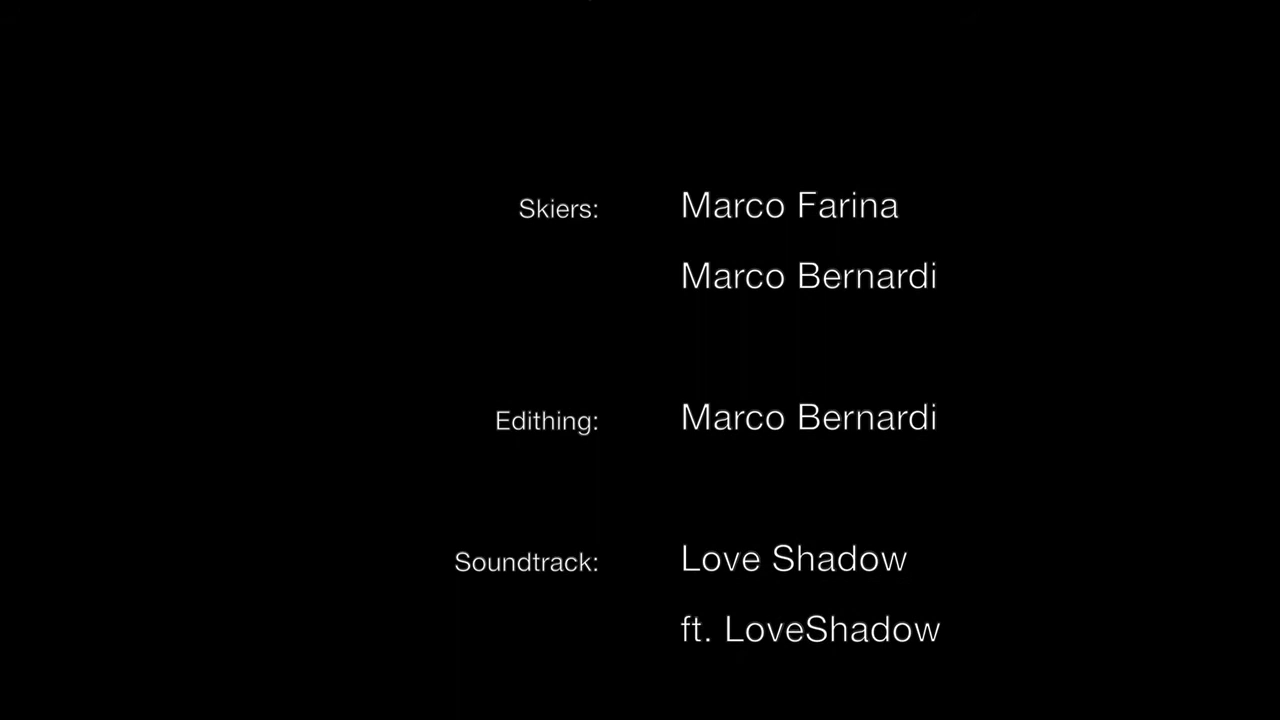 Skiers: Marco Farina
Marco Bernardi
Edithing: Marco Bernardi
Soundtrack: Love Shadow
ft. LoveShadow